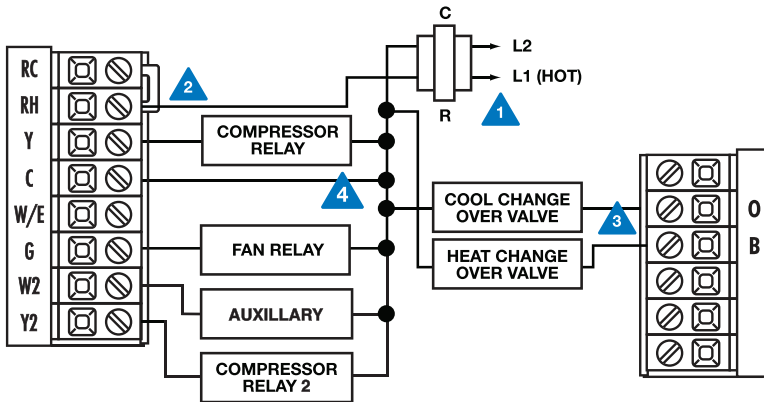 C
L2
L1 (HOT)
R
1
RC
2
RH
Y
COMPRESSOR
RELAY
C
4
W/E
G
FAN RELAY
W2
AUXILLARY
Y2
COMPRESSOR
RELAY 2
COOL CHANGE
OVER VALVE
3
HEAT CHANGE
OVER VALVE
O
B